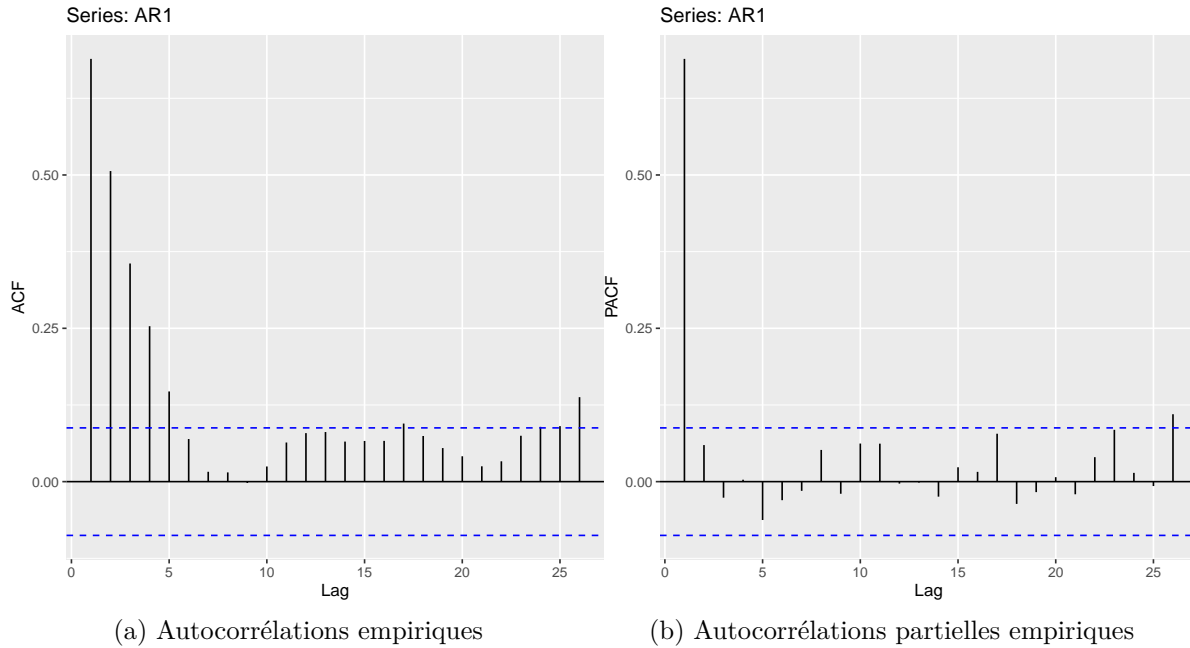 Series: AR1
ACF
0.50
0.25
0.00
0 5 10 15 20 25
Lag
(a) Autocorrélations empiriques
Series: AR1
PACF
0.50
0.25
0.00
0 5 10 15 20 25
Lag
(b) Autocorrélations partielles empiriques